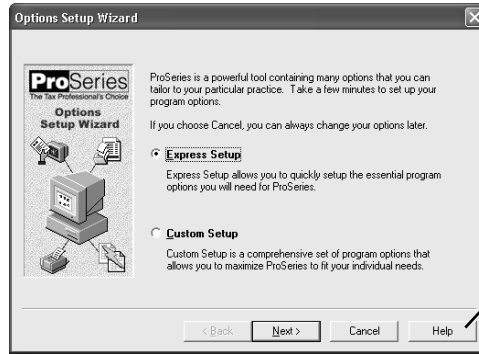 Options Setup Wizard
ProSeries
The Tax Professional's Choice
Options
Setup Wizard
ProSeries is a powerful tool containing many options that you can
tailor to your particular practice. Take a few minutes to set up your
program options.
If you choose Cancel, you can always change your options later.
Express Setup
Express Setup allows you to quickly setup the essential program
options you will need for ProSeries.
Custom Setup
Custom Setup is a comprehensive set of program options that
allows you to maximize ProSeries to fit your individual needs.
< Back Next > Cancel Help